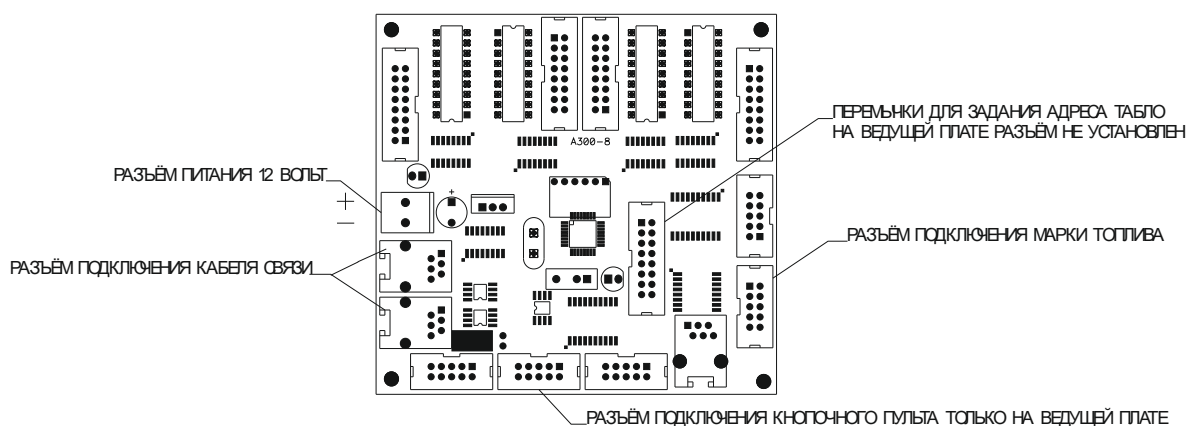 ПЕРЕМЫЧКИ ДЛЯ ЗАДАНИЯ АДРЕСА ТАБЛО
НА ВЕДУЩЕЙ ПЛАТЕ РАЗЪЁМ НЕ УСТАНОВЛЕН
A300-8
РАЗЪЁМ ПИТАНИЯ 12 ВОЛЬТ
+
+
—
РАЗЪЁМ ПОДКЛЮЧЕНИЯ МАРКИ ТОПЛИВА
РАЗЪЁМ ПОДКЛЮЧЕНИЯ КАБЕЛЯ СВЯЗИ
РАЗЪЁМ ПОДКЛЮЧЕНИЯ КНОПОЧНОГО ПУЛЬТА ТОЛЬКО НА ВЕДУЩЕЙ ПЛАТЕ